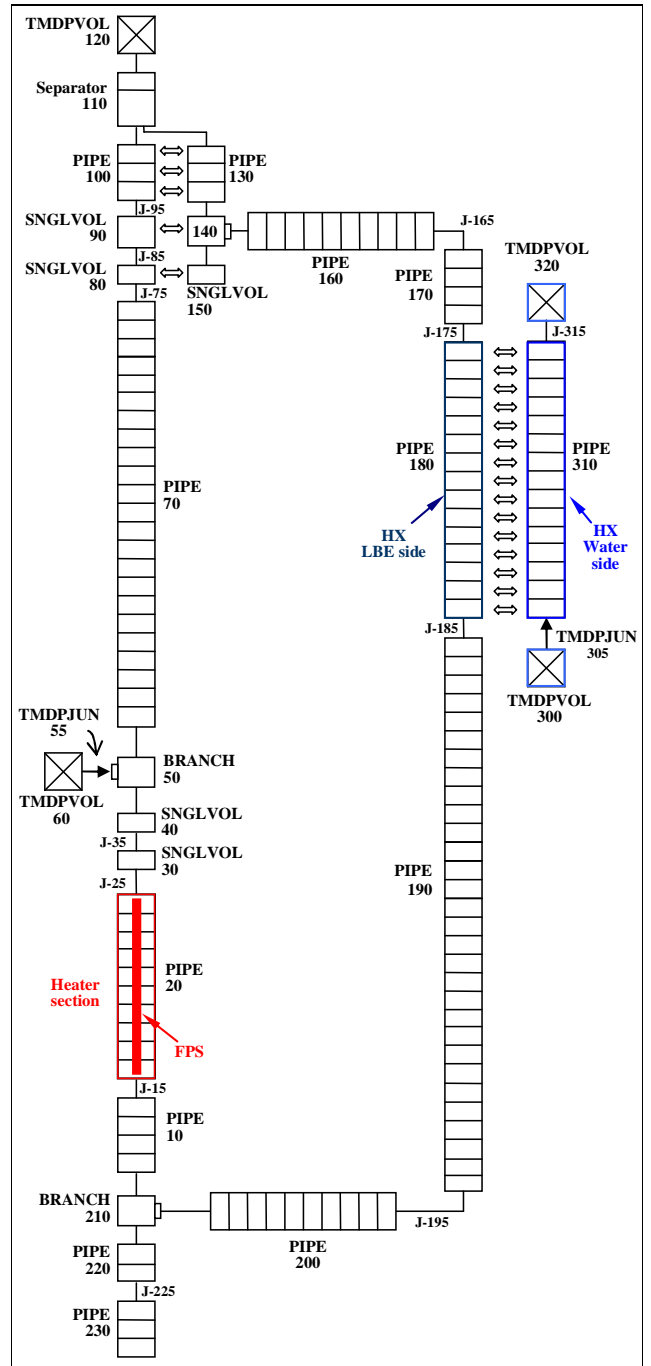 TMDPVOL
120
Separator
110
PIPE
100
PIPE
130
J-95
SNGLVOL
90
140
J-165
J-85
SNGLVOL
80
SNGLVOL
150
J-75
PIPE
160
PIPE
170
TMDPVOL
320
J-175
J-315
PIPE
70
PIPE
180
PIPE
310
HX
LBE side
HX
Water
side
J-185
TMDPJUN
305
TMDPVOL
300
TMDPJUN
55
TMDPVOL
60
BRANCH
50
SNGLVOL
40
J-35
SNGLVOL
30
J-25
PIPE
190
Heater
section
PIPE
20
FPS
J-15
PIPE
10
BRANCH
210
J-195
PIPE
200
PIPE
220
J-225
PIPE
230